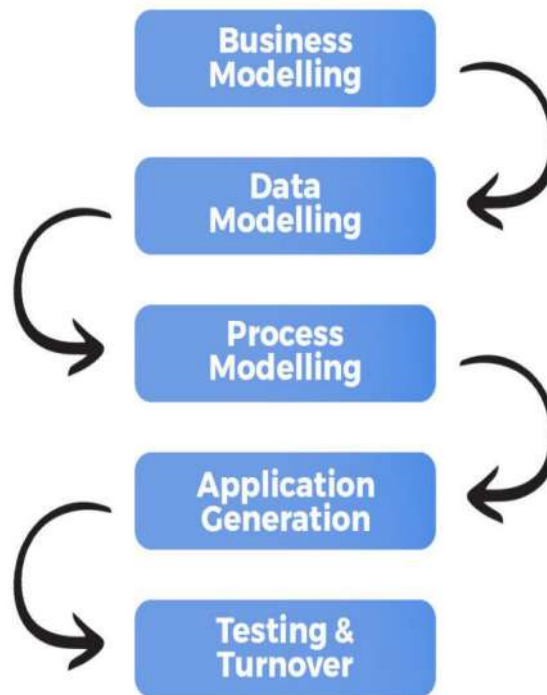 Business
Modelling
Data
Modelling
Process
Modelling
Application
Generation
Testing &
Turnover